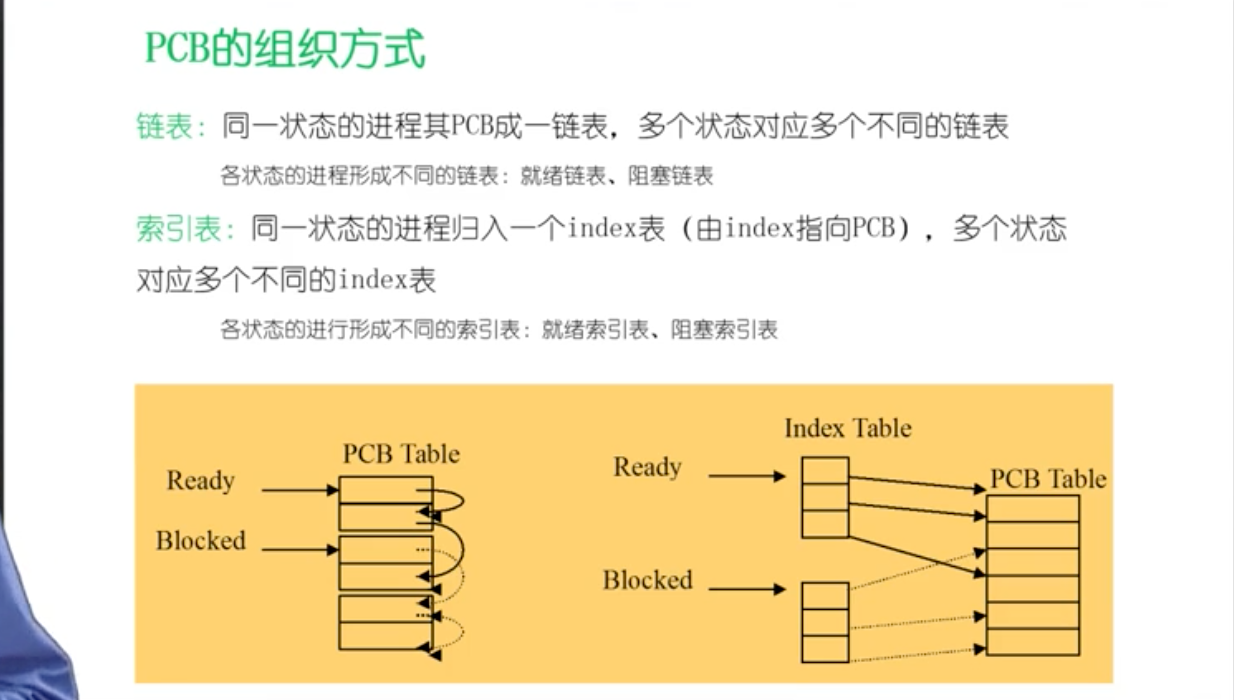 PCB的组织方式
链表：同一状态的进程其PCB成一链表，多个状态对应多个不同的链表
各状态的进程形成不同的链表：就绪链表、阻塞链表
索引表：同一状态的进程归入一个index表（由index指向PCB），多个状态
对应多个不同的index表
各状态的进行形成不同的索引表：就绪索引表、阻塞索引表
PCB Table
Ready
Blocked
Index Table
Ready
PCB Table
Blocked